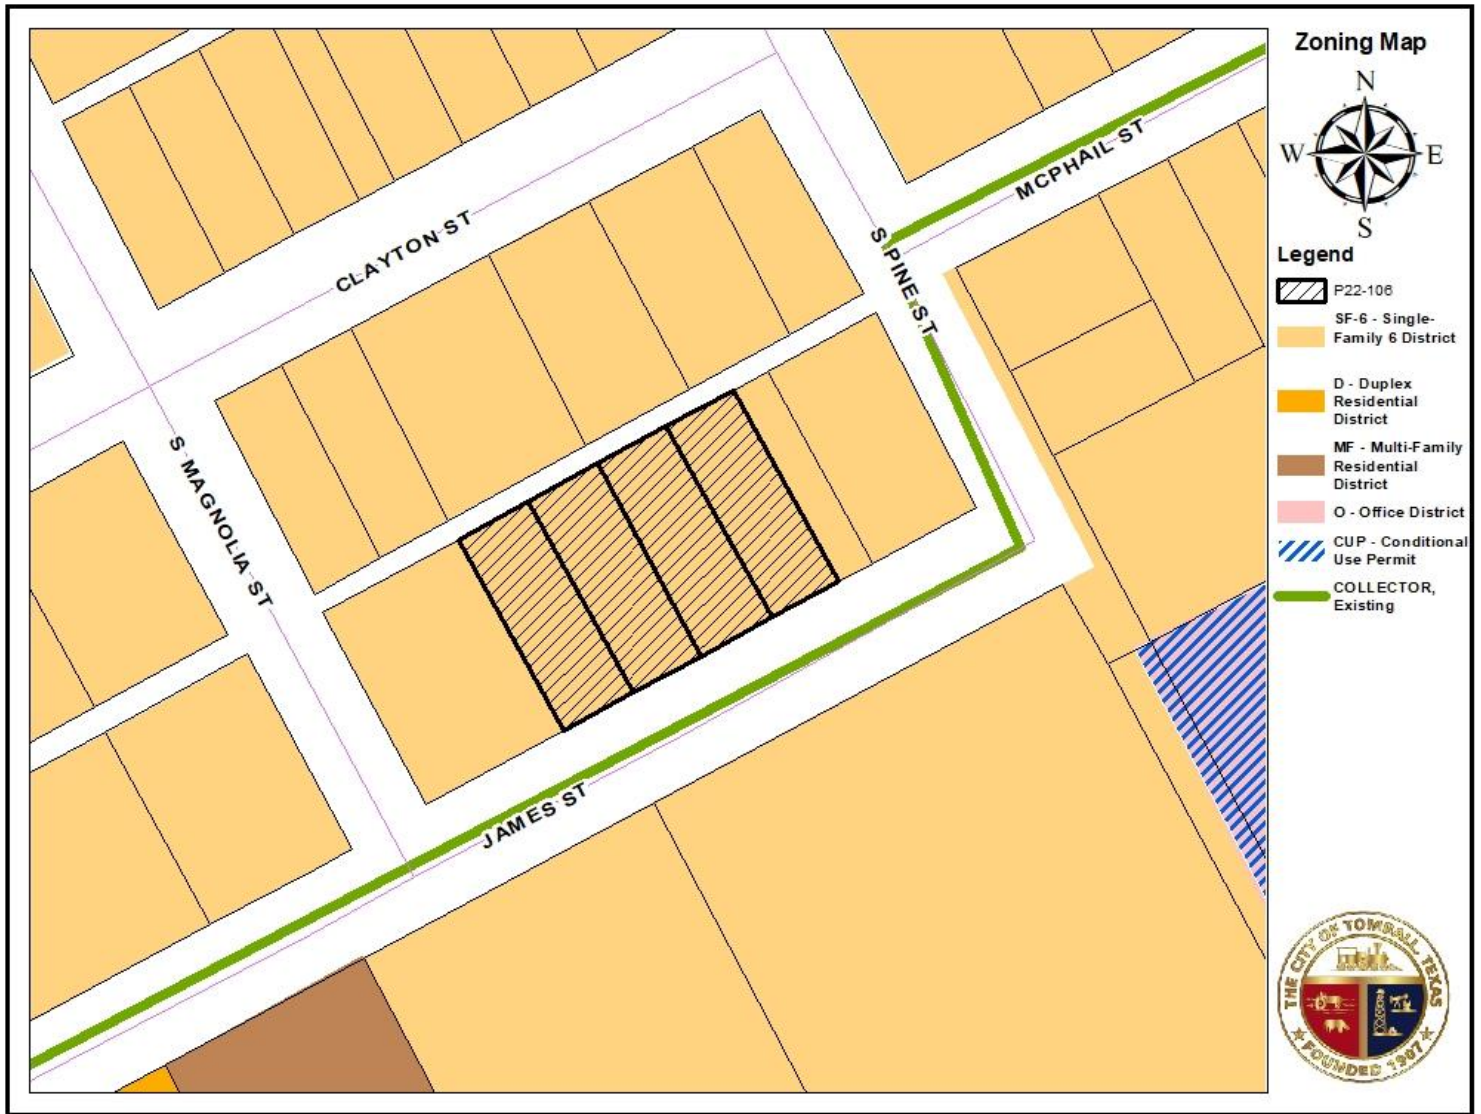 Zoning Map
N
W
E
S
Legend
P22-106
SF-6 - Single-
Family 6 District
D - Duplex
Residential
District
MF - Multi-Family
Residential
District
O - Office District
CUP - Conditional
Use Permit
COLLECTOR,
Existing
MCPHAIL ST
CLAYTON ST
S PINE ST
S MAGNOLIA ST
JAMES ST
THE CITY OF TOMBALL, TEXAS
FOUNDED 1907